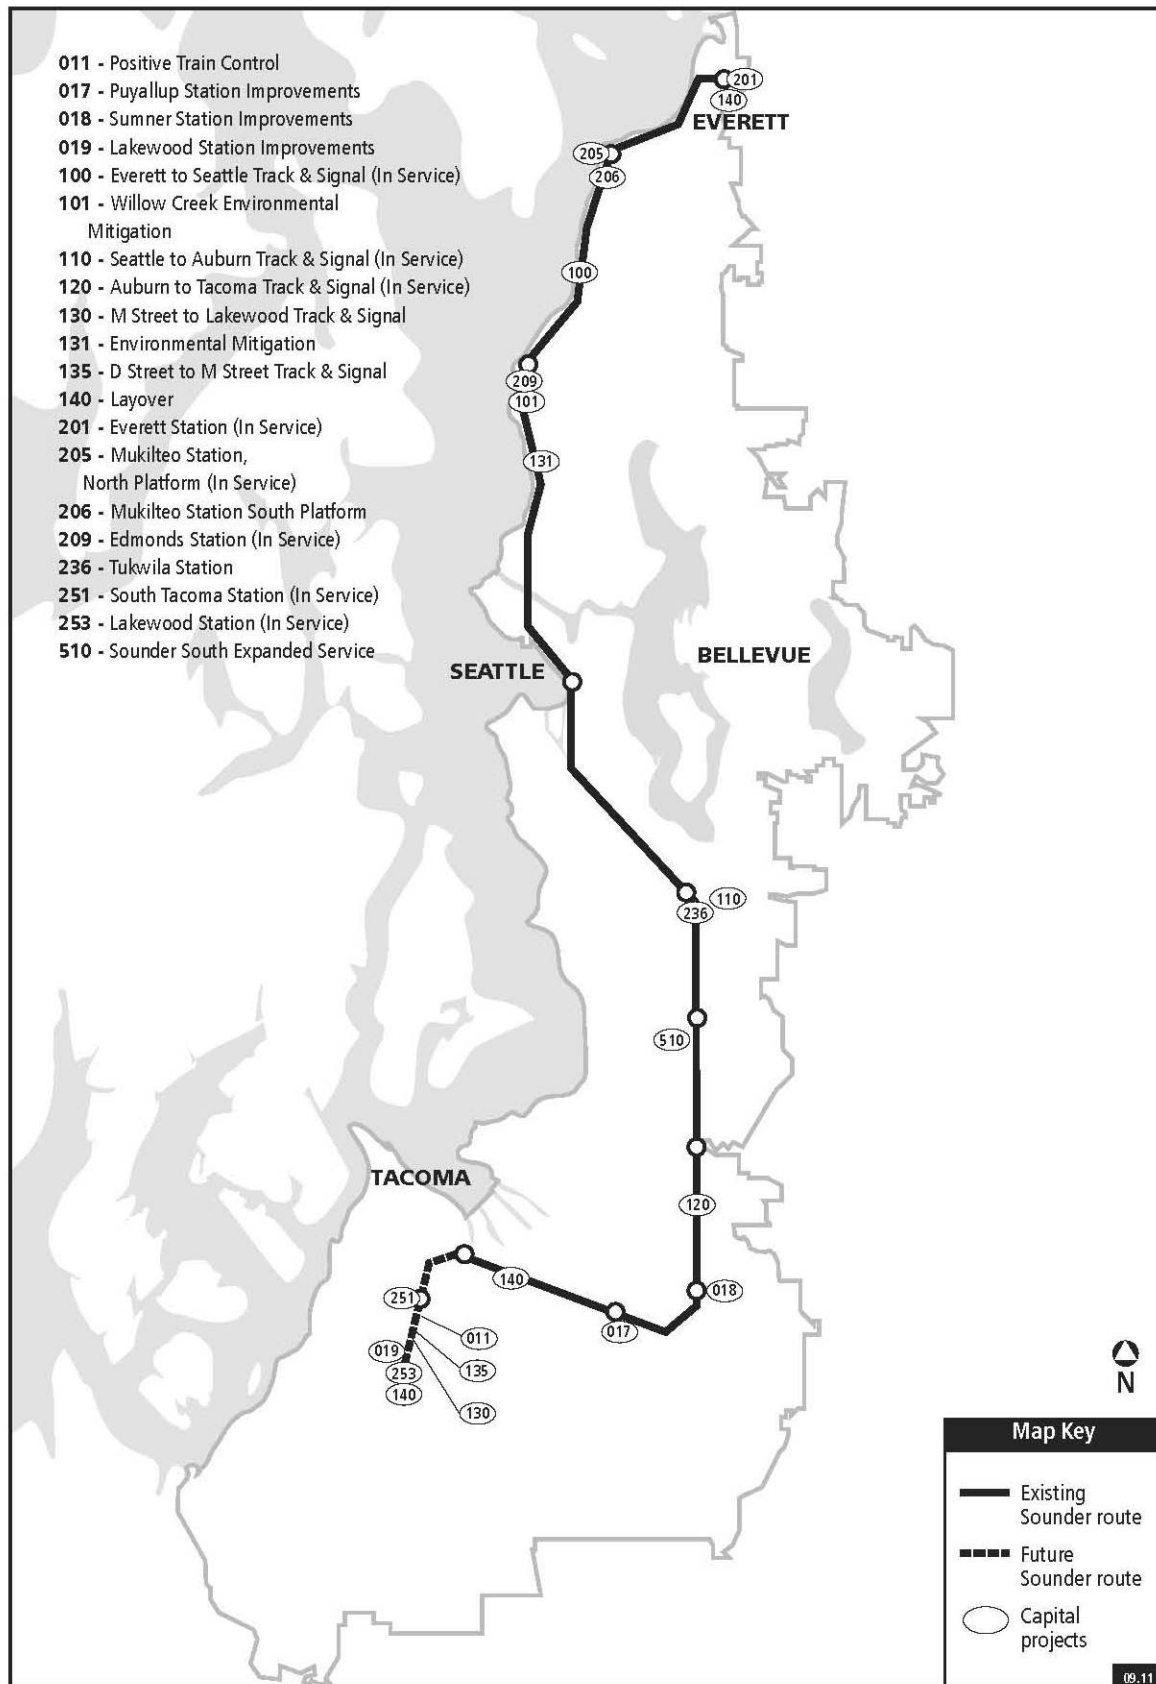 011 - Positive Train Control
017 - Puyallup Station Improvements
018 - Sumner Station Improvements
019 - Lakewood Station Improvements
100 - Everett to Seattle Track & Signal (In Service)
101 - Willow Creek Environmental
Mitigation
110 - Seattle to Auburn Track & Signal (In Service)
120 - Auburn to Tacoma Track & Signal (In Service)
130 - M Street to Lakewood Track & Signal
131 - Environmental Mitigation
135 - D Street to M Street Track & Signal
140 - Layover
201 - Everett Station (In Service)
205 - Mukilteo Station,
North Platform (In Service)
206 - Mukilteo Station South Platform
209 - Edmonds Station (In Service)
236 - Tukwila Station
251 - South Tacoma Station (In Service)
253 - Lakewood Station (In Service)
510 - Sounder South Expanded Service
201
140
EVERETT
205
206
100
209
101
131
SEATTLE
BELLEVUE
110
236
510
TACOMA
120
140
018
017
251
011
019
135
253
140
130
N
Map Key
Existing
Sounder route
Future
Sounder route
Capital
projects
09.11